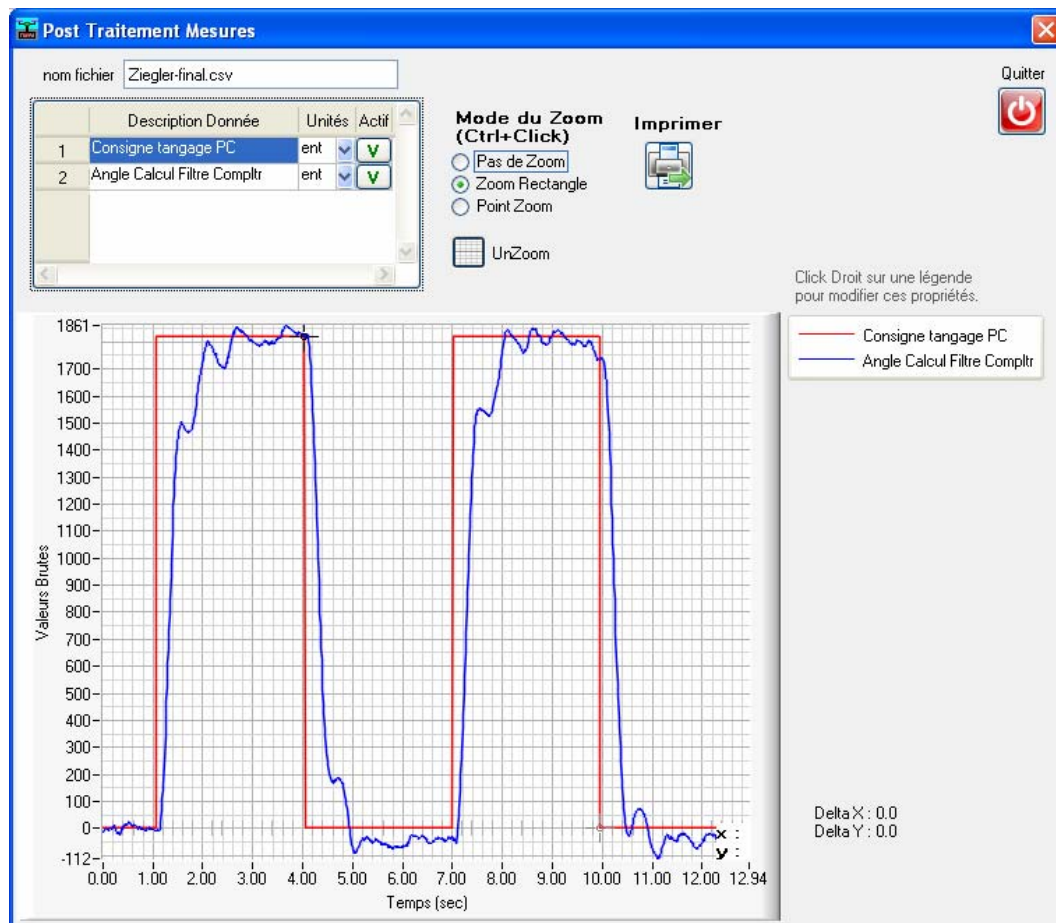 Post Traitement Mesures
nom fichier Ziegler-final.csv
Quitter
Description Donnée Unités Actif
1 Consigne tangage PC ent V
2 Angle Calcul Filtre Compltr ent V
Mode du Zoom
(Ctrl+Click)
Pas de Zoom
Zoom Rectangle
Point Zoom
UnZoom
Imprimer
Click Droit sur une légende
pour modifier ces propriétés.
Consigne tangage PC
Angle Calcul Filtre Compltr
Valeurs Brutes
1861
1700
1600
1500
1400
1300
1200
1100
1000
900
800
700
600
500
400
300
200
100
0
-112
0.00 1.00 2.00 3.00 4.00 5.00 6.00 7.00 8.00 9.00 10.00 11.00 12.00 12.94
Temps (sec)
x :
y :
Delta X : 0.0
Delta Y : 0.0